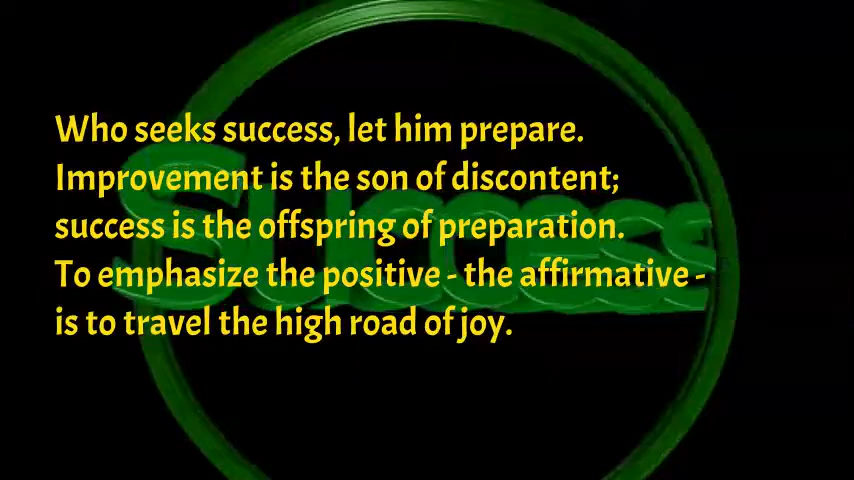 Who seeks success, let him prepare.
Improvement is the son of discontent;
success is the offspring of preparation.
To emphasize the positive - the affirmative -
is to travel the high road of joy.
Success